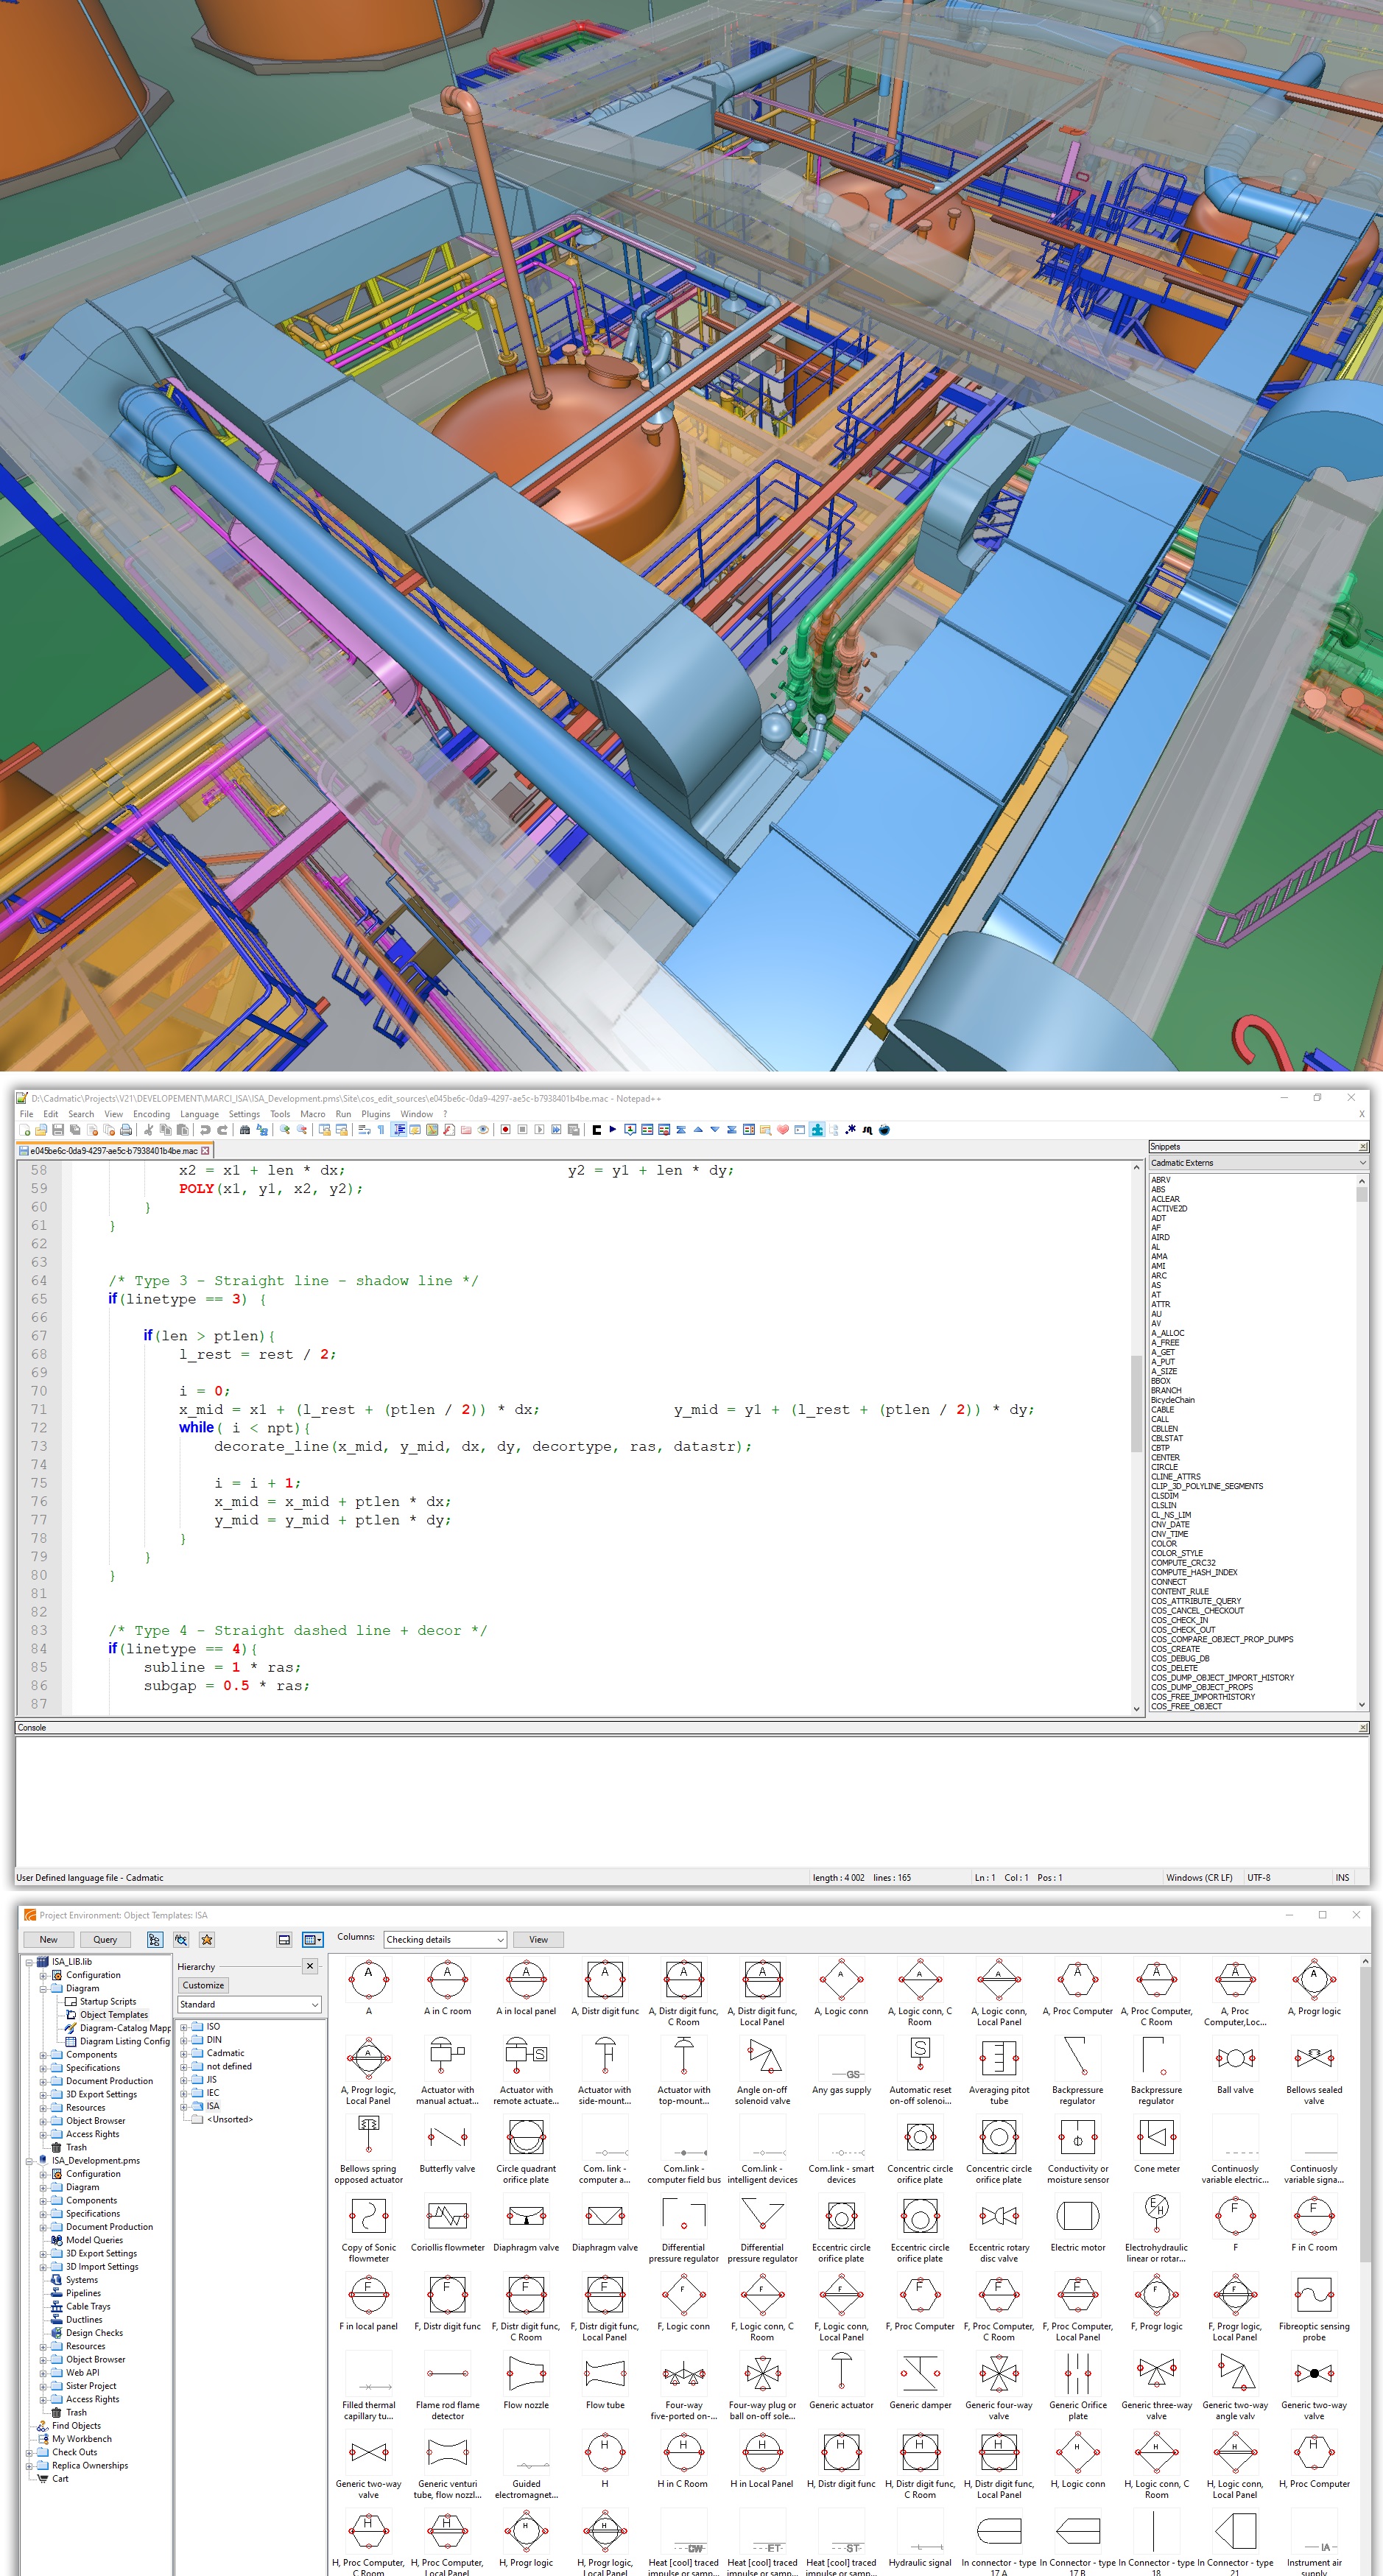 D:\Cadmatic\Projects\V21\DEVELOPEMENT\MARCI_ISA\ISA_Development.pms\Site\cos_edit_sources\e045be6c-0da9-4297-ae5c-b7938401b4be.mac - Notepad++
File Edit Search View Encoding Language Settings Tools Macro Run Plugins Window ? X
e045be6c-0da9-4297-ae5c-b7938401b4be.mac
58 x2 = x1 + len * dx; y2 = y1 + len * dy;
59 POLY(x1, y1, x2, y2);
60 }
61 }
62
63
64 /* Type 3 - Straight line - shadow line */
65 if(linetype == 3) {
66
67 if(len > ptlen){
68 l_rest = rest / 2;
69
70 i = 0;
71 x_mid = x1 + (l_rest + (ptlen / 2)) * dx; y_mid = y1 + (l_rest + (ptlen / 2)) * dy;
72 while( i < npt){
73 decorate_line(x_mid, y_mid, dx, dy, decortype, ras, datastr);
74
75 i = i + 1;
76 x_mid = x_mid + ptlen * dx;
77 y_mid = y_mid + ptlen * dy;
78 }
79 }
80 }
81
82
83 /* Type 4 - Straight dashed line + decor */
84 if(linetype == 4){
85 subline = 1 * ras;
86 subgap = 0.5 * ras;
87
Snippets
Cadmatic Externs
ABRV
ABS
ACLEAR
ACTIVE2D
ADT
AF
AIRD
AL
AMA
AMI
ARC
AS
AT
ATTR
AU
AV
A_ALLOC
A_FREE
A_GET
A_PUT
A_SIZE
BBOX
BRANCH
BicycleChain
CABLE
CALL
CBLLEN
CBLSTAT
CBTP
CENTER
CIRCLE
CLINE_ATTRS
CLIP_3D_POLYLINE_SEGMENTS
CLSDIM
CLSLIN
CL_NS_LIM
CNV_DATE
CNV_TIME
COLOR
COLOR_STYLE
COMPUTE_CRC32
COMPUTE_HASH_INDEX
CONNECT
CONTENT_RULE
COS_ATTRIBUTE_QUERY
COS_CANCEL_CHECKOUT
COS_CHECK_IN
COS_CHECK_OUT
COS_COMPARE_OBJECT_PROP_DUMPS
COS_CREATE
COS_DEBUG_DB
COS_DELETE
COS_DUMP_OBJECT_IMPORT_HISTORY
COS_DUMP_OBJECT_PROPS
COS_FREE_IMPORTHISTORY
COS_FREE_OBJECT
Console
User Defined language file - Cadmatic length : 4 002 lines : 165 Ln : 1 Col : 1 Pos : 1 Windows (CR LF) UTF-8 INS
Project Environment: Object Templates: ISA
New Query Columns: Checking details View
ISA_LIB.lib
Configuration
Diagram
Startup Scripts
Object Templates
Diagram-Catalog Mapp
Diagram Listing Config
Components
Specifications
Document Production
3D Export Settings
Resources
Object Browser
Access Rights
Trash
ISA_Development.pms
Configuration
Diagram
Components
Specifications
Document Production
Model Queries
3D Export Settings
3D Import Settings
Systems
Pipelines
Cable Trays
Ductlines
Design Checks
Resources
Object Browser
Web API
Sister Project
Access Rights
Trash
Find Objects
My Workbench
Check Outs
Replica Ownerships
Cart
Hierarchy
Customize
Standard
ISO
DIN
Cadmatic
not defined
JIS
IEC
ISA
<Unsorted>
A A A A A A A A A A A A A
A A in C room A in local panel A, Distr digit func A, Distr digit func, A, Distr digit func, A, Logic conn A, Logic conn, C A, Logic conn, A, Proc Computer A, Proc Computer, A, Proc A, Progr logic
C Room Local Panel Room Local Panel C Room Computer,Loc...
A S S
GS
A, Progr logic, Actuator with Actuator with Actuator with Actuator with Angle on-off Any gas supply Automatic reset Averaging pitot Backpressure Backpressure Ball valve Bellows sealed
Local Panel manual actuat... remote actuate... side-mount... top-mount... solenoid valve on-off solenoi... tube regulator regulator valve
Bellows spring Butterfly valve Circle quadrant Com. link - Com.link - Com.link - Com.link - smart Concentric circle Concentric circle Conductivity or Cone meter Continuosly Continuosly
opposed actuator orifice plate computer a... computer field bus intelligent devices devices orifice plate orifice plate moisture sensor variable electric... variable signa...
E H F F
Copy of Sonic Coriollis flowmeter Diaphragm valve Diaphragm valve Differential Differential Eccentric circle Eccentric circle Eccentric rotary Electric motor Electrohydraulic F F in C room
flowmeter pressure regulator pressure regulator orifice plate orifice plate disc valve linear or rotar...
F F F F F F F F F F F F
F in local panel F, Distr digit func F, Distr digit func, F, Distr digit func, F, Logic conn F, Logic conn, C F, Logic conn, F, Proc Computer F, Proc Computer, F, Proc Computer, F, Progr logic F, Progr logic, Fibreoptic sensing
C Room Local Panel Room Local Panel C Room Local Panel Local Panel probe
Filled thermal Flame rod flame Flow nozzle Flow tube Four-way Four-way plug or Generic actuator Generic damper Generic four-way Generic Orifice Generic three-way Generic two-way Generic two-way
capillary tu... detector five-ported on-... ball on-off sole... valve plate valve angle valv valve
H H H H H H H H H H
Generic two-way Generic venturi Guided H H in C Room H in Local Panel H, Distr digit func H, Distr digit func, H, Distr digit func, H, Logic conn H, Logic conn, C H, Logic conn, H, Proc Computer
valve tube, flow nozzl... electromagnet... C Room Local Panel Room Local Panel
H H H H CW ET ST IA
H, Proc Computer, H, Proc Computer, H, Progr logic H, Progr logic, Heat [cool] traced Heat [cool] traced Heat [cool] traced Hydraulic signal In connector - type In connector - type In Connector - type In connector - type Instrument air
C Room Local Panel Local Panel impulse or samp... impulse or samp... impulse or samp... 17 A 17 B 18 21 supply